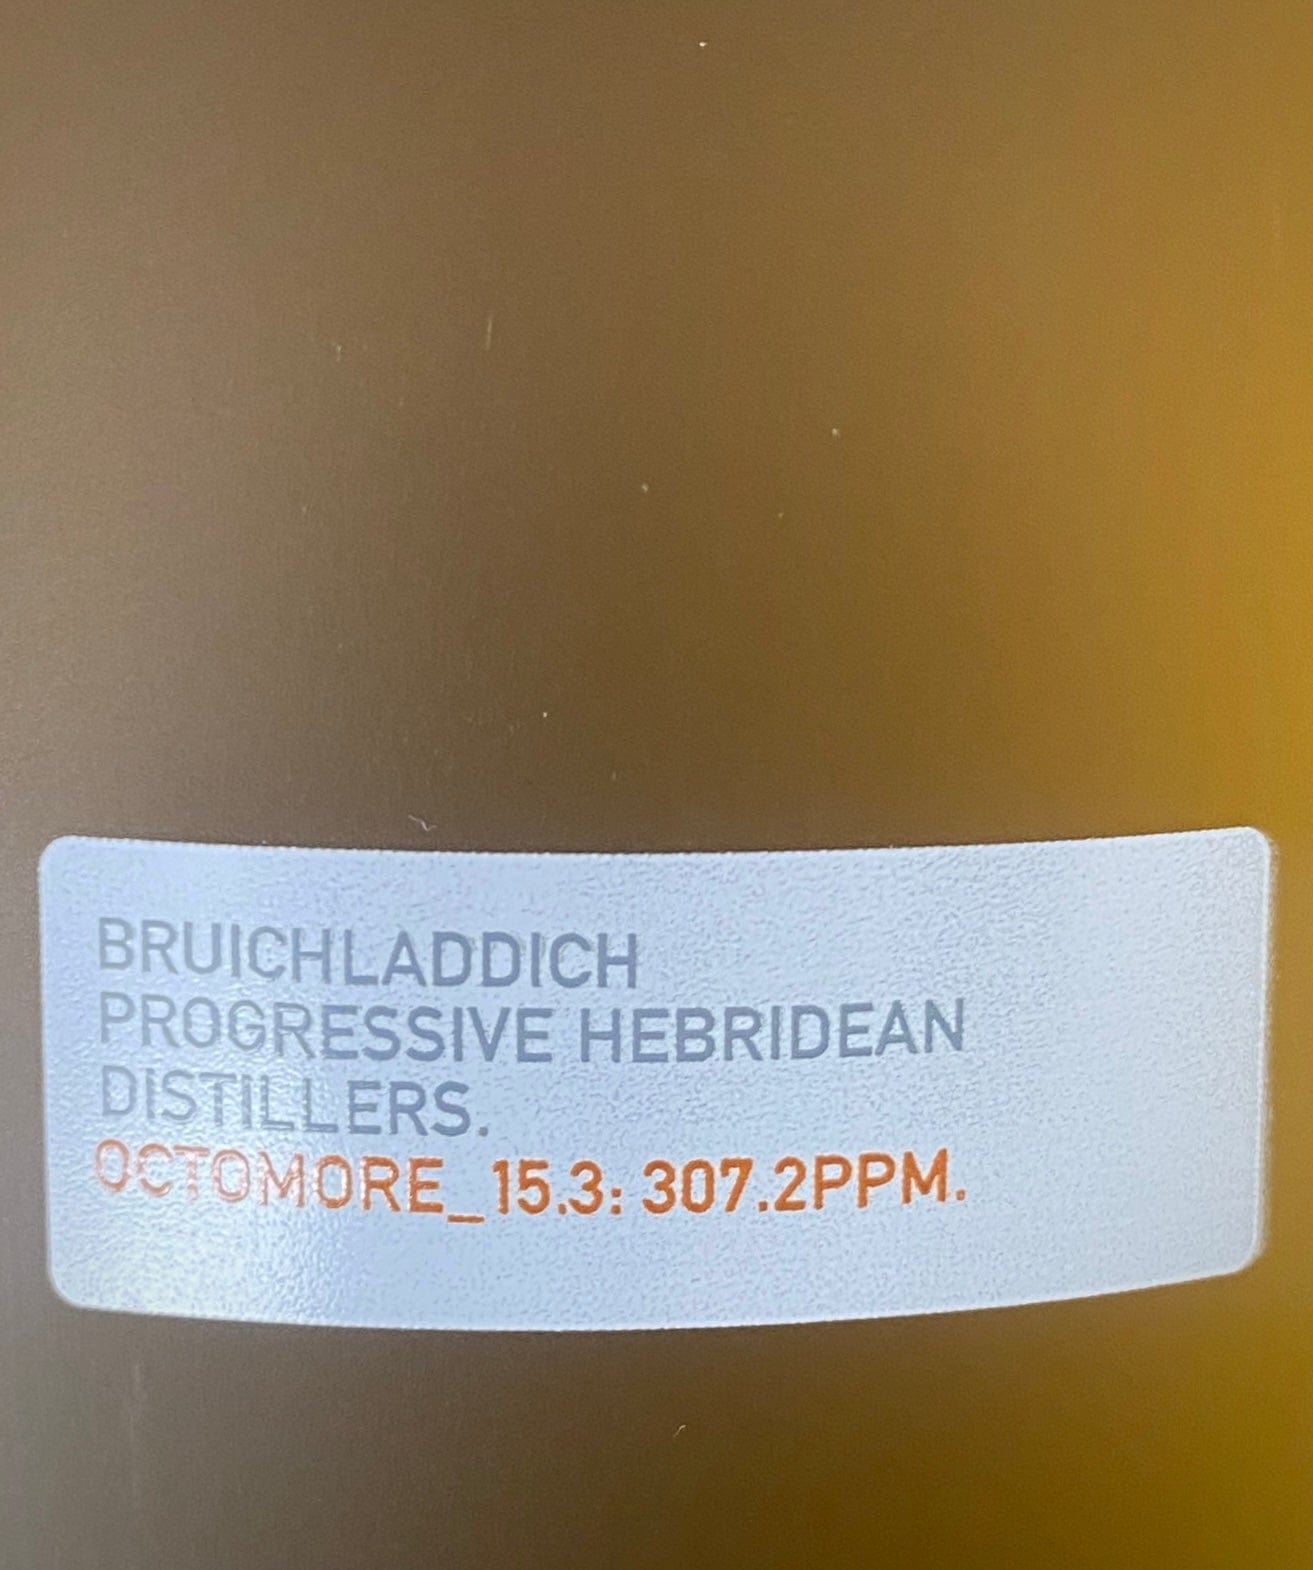 BRUICHLADDICH
PROGRESSIVE HEBRIDEAN
DISTILLERS.
OCTOMORE_15.3: 307.2PPM.